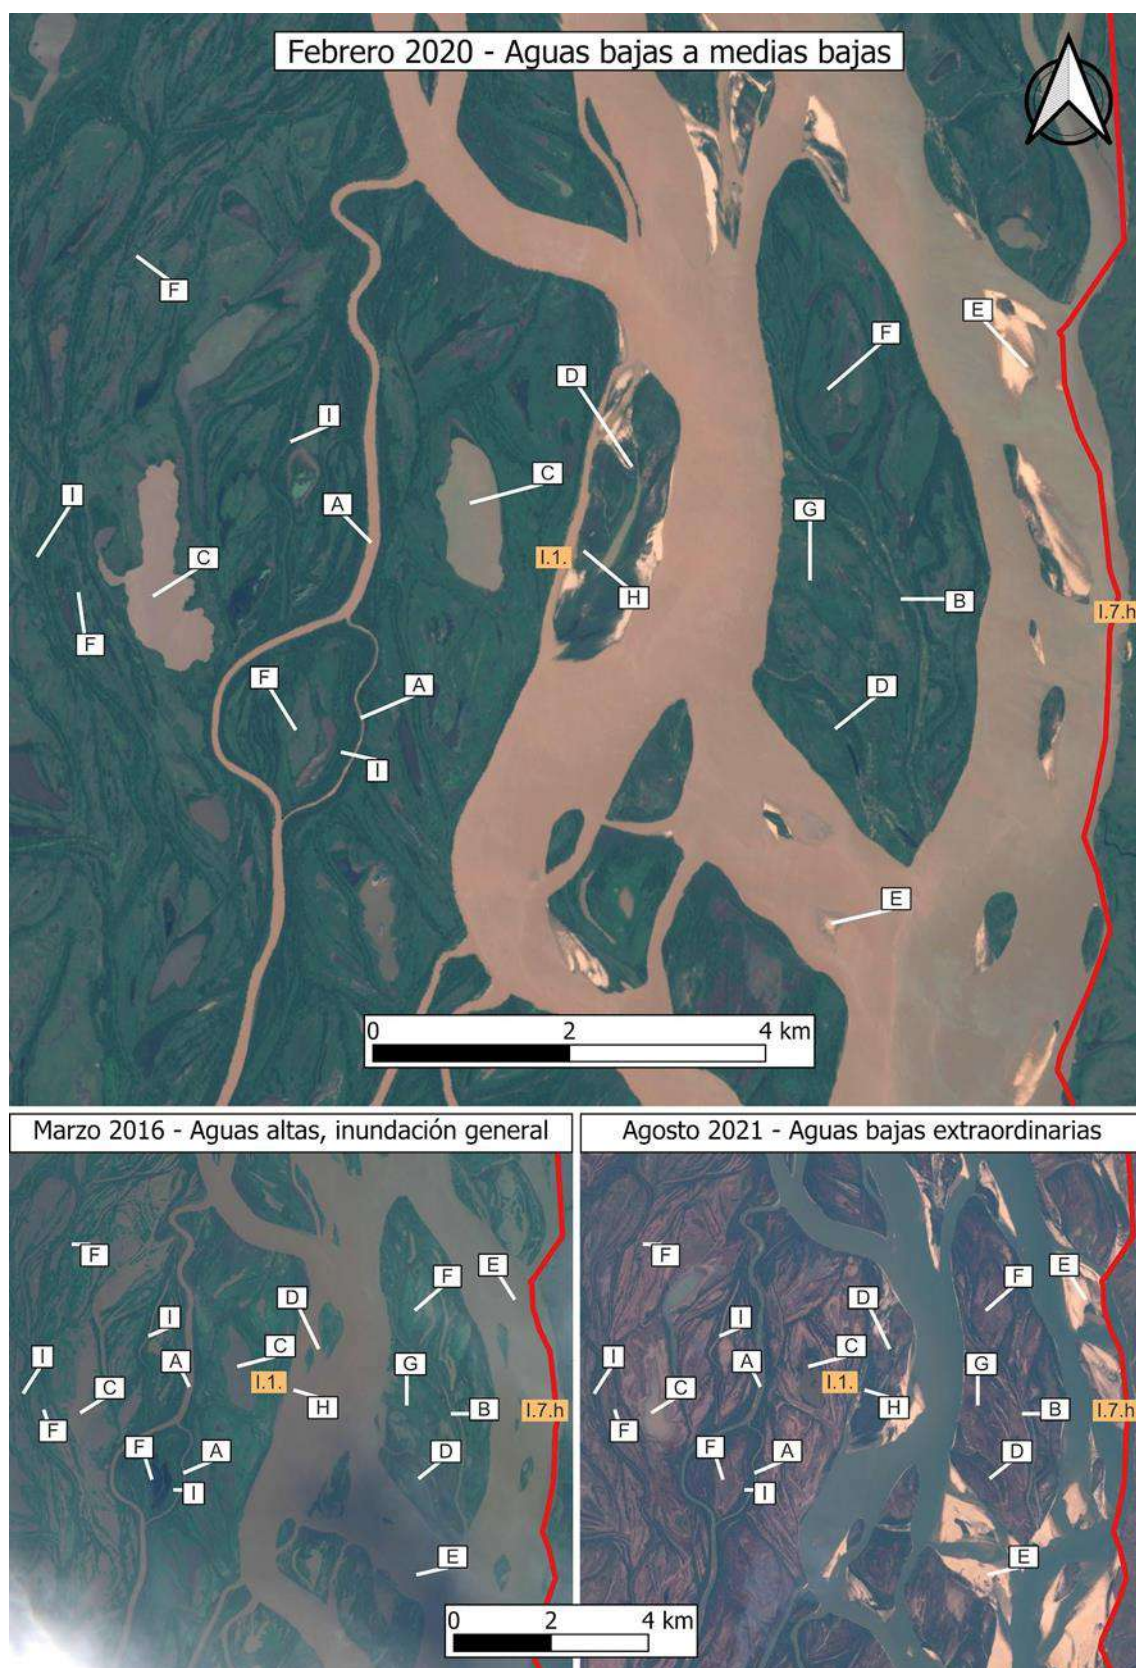 Febrero 2020 - Aguas bajas a medias bajas
F
E
F
D
I
C
I
A
G
I.1.
C
H
B
I.7.h
F
F
A
D
I
E
0 2 4 km
Marzo 2016 - Aguas altas, inundación general
F
E
F
D
I
C
I
A
I.1.
G
C
H
B
I.7.h
F
F
A
D
I
E
0 2 4 km
Agosto 2021 - Aguas bajas extraordinarias
F
E
F
D
I
C
I
A
I.1.
G
C
H
B
I.7.h
F
F
A
D
I
E